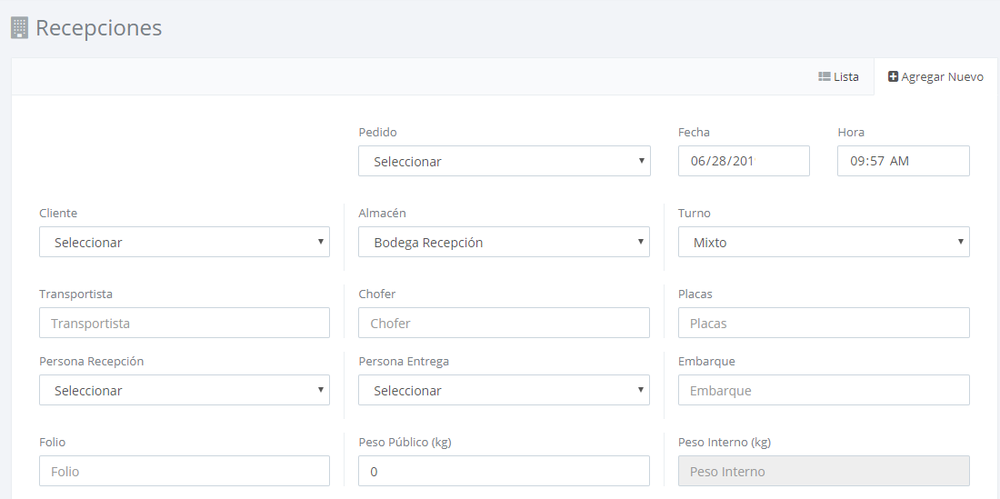 Recepciones
Lista Agregar Nuevo
Pedido Fecha Hora
Seleccionar 06/28/201 09:57 AM
Cliente Almacén Turno
Seleccionar Bodega Recepción Mixto
Transportista Chofer Placas
Transportista Chofer Placas
Persona Recepción Persona Entrega Embarque
Seleccionar Seleccionar Embarque
Folio Peso Público (kg) Peso Interno (kg)
Folio 0 Peso Interno